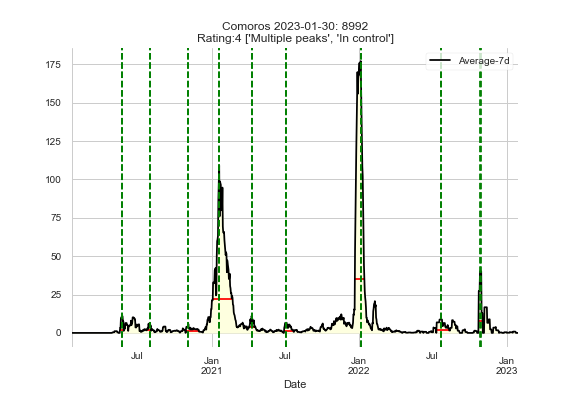 Comoros 2023-01-30: 8992
Rating:4 ['Multiple peaks', 'In control']
Average-7d
175
150
125
100
75
50
25
0
Jul
Jan
2021
Jul
Jan
2022
Jul
Jan
2023
Date